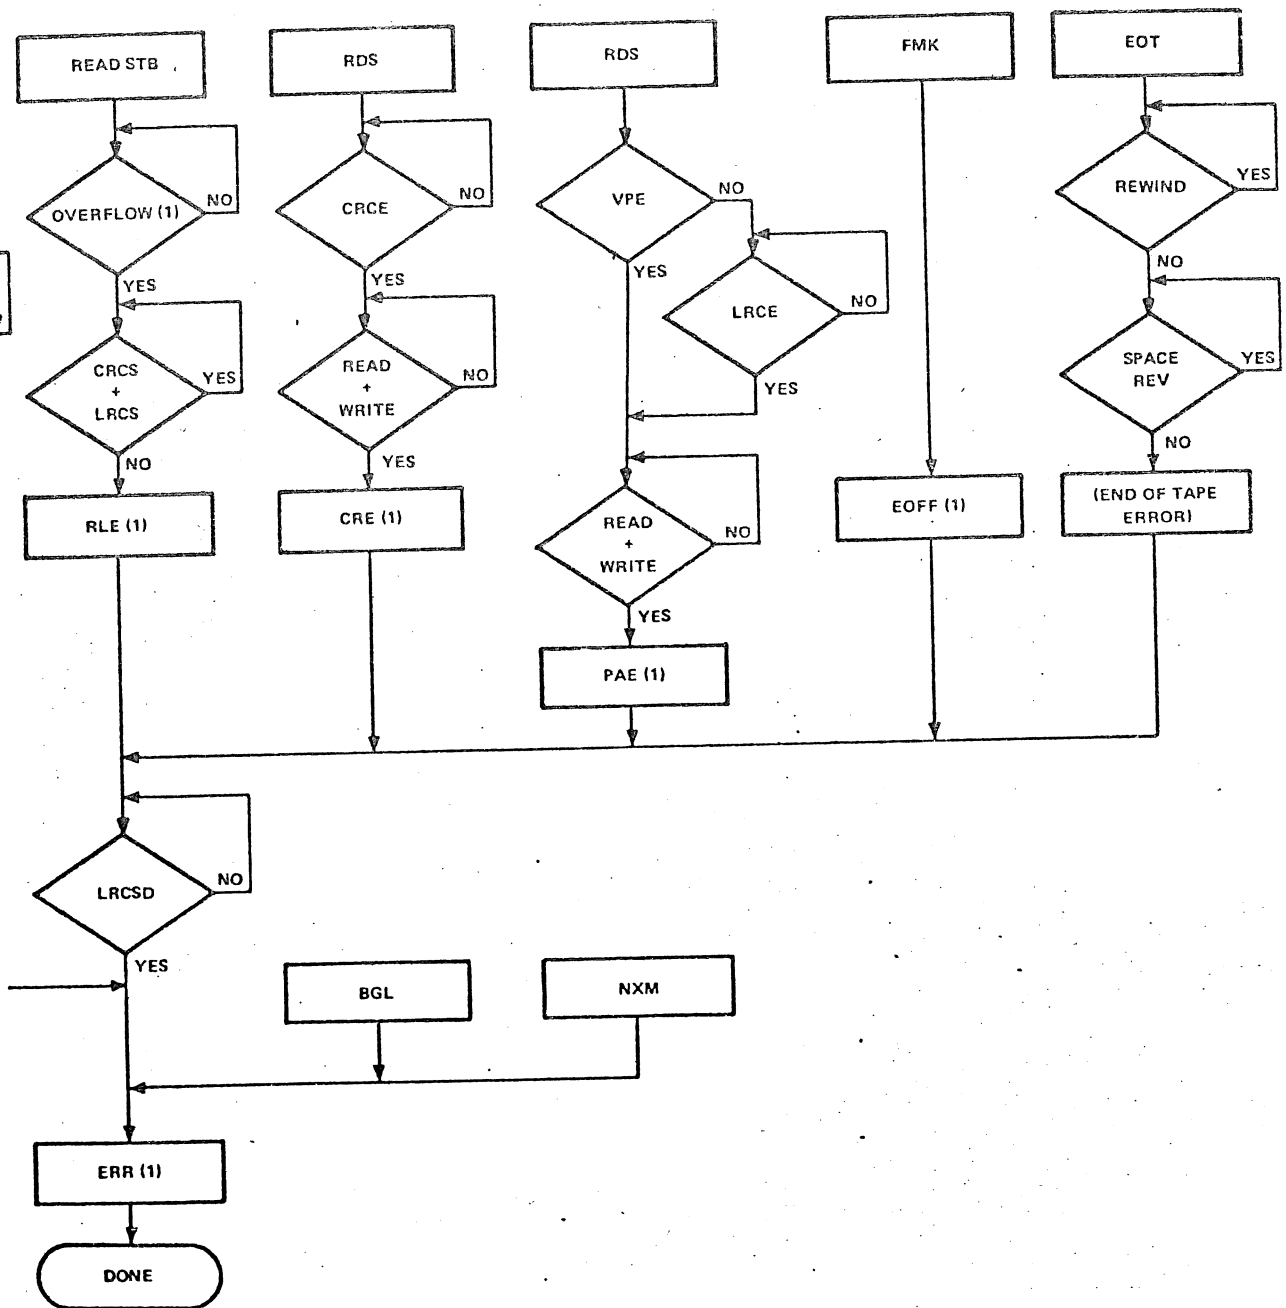 READ STB
RDS
RDS
FMK
EOT
OVERFLOW (1)
NO
YES
CRCS
+
LRCS
YES
NO
RLE (1)
CRCE
NO
YES
READ
+
WRITE
NO
YES
CRE (1)
VPE
NO
YES
LRCE
NO
YES
READ
+
WRITE
NO
YES
PAE (1)
EOFF (1)
REWIND
YES
NO
SPACE
REV
YES
NO
(END OF TAPE
ERROR)
LRCSD
NO
YES
BGL
NXM
ERR (1)
DONE